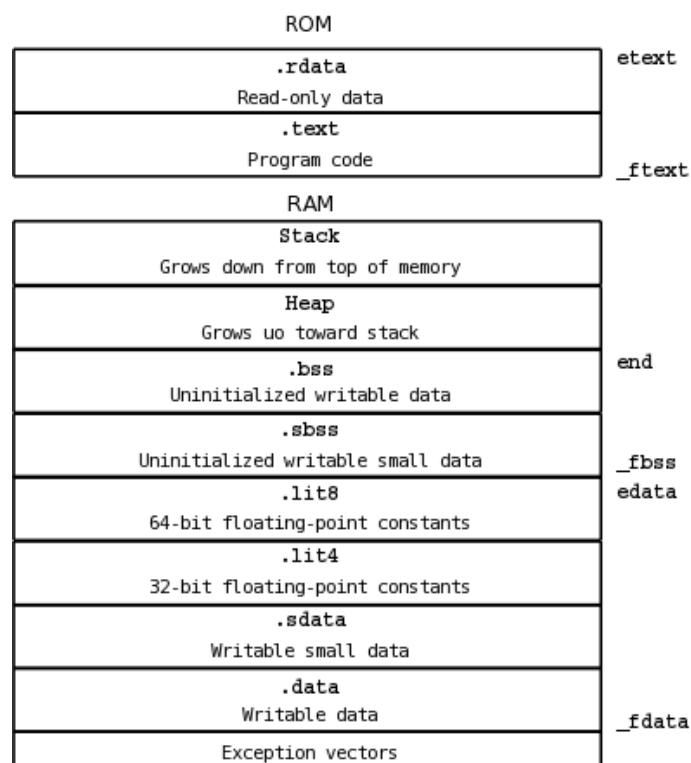 ROM
.rdata
etext
Read-only data
.text
Program code
_ftext
RAM
Stack
Grows down from top of memory
Heap
Grows uo toward stack
.bss
end
Uninitialized writable data
.sbss
Uninitialized writable small data
_fbss
.lit8
edata
64-bit floating-point constants
.lit4
32-bit floating-point constants
.sdata
Writable small data
.data
Writable data
_fdata
Exception vectors